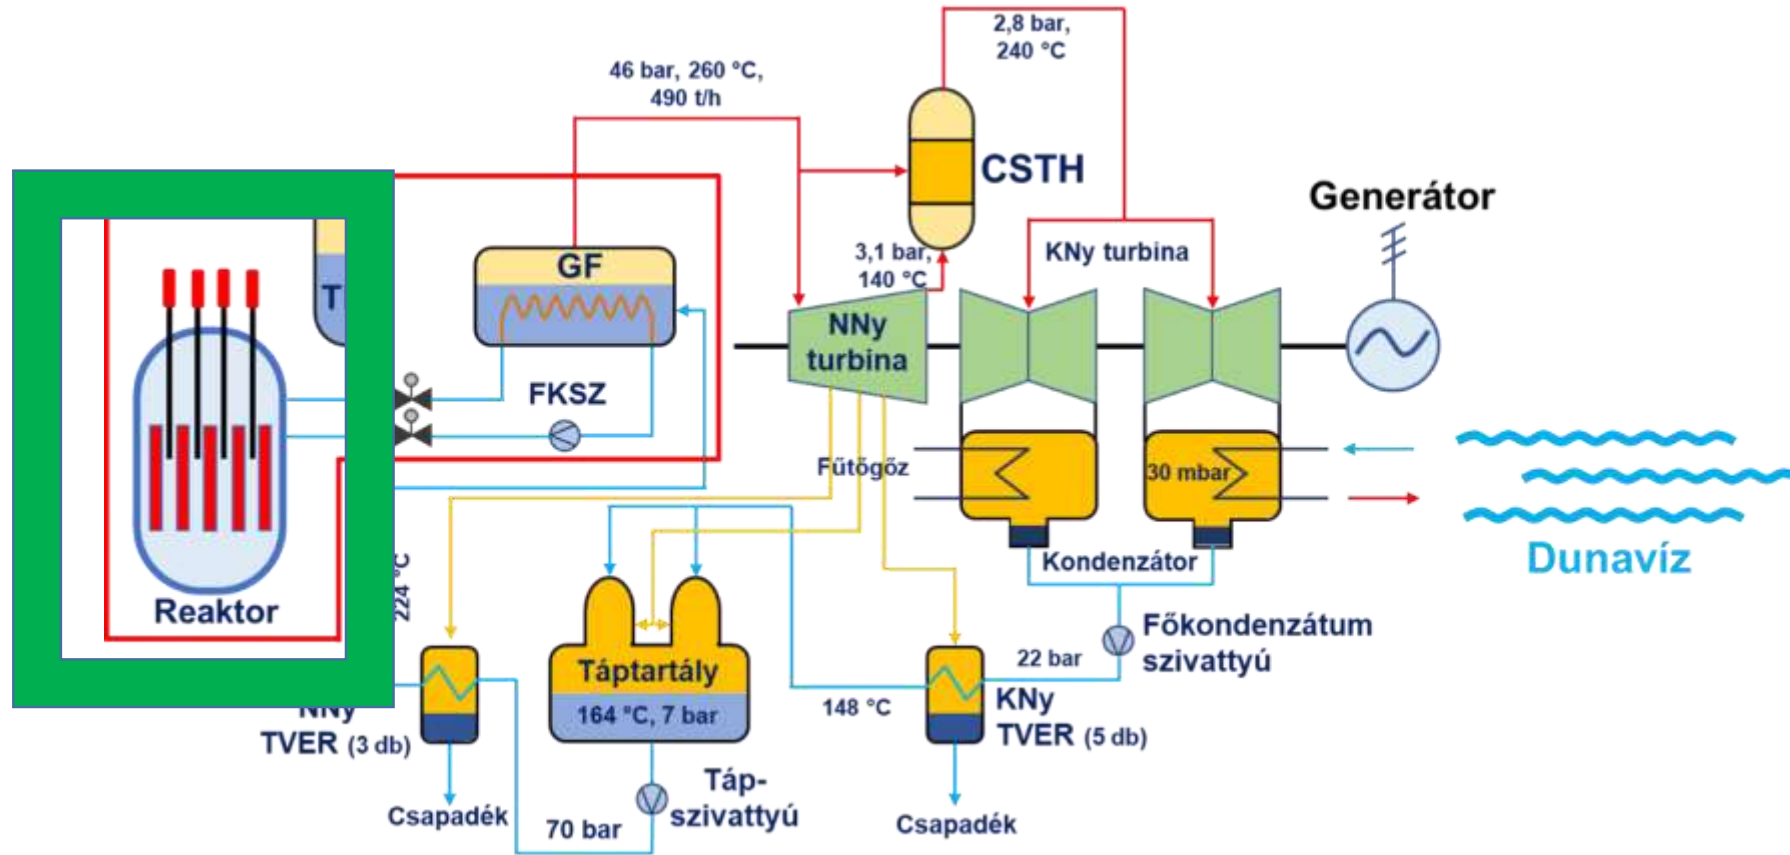 2,8 bar,
240 °C
46 bar, 260 °C,
490 t/h
CSTH
Generátor
3,1 bar,
140 °C
KNy turbina
GF
T
NNy
turbina
FKSZ
Fűtőgőz
30 mbar
Dunavíz
Kondenzátor
224 °C
Reaktor
Főkondenzátum
szivattyú
22 bar
Táptartály
164 °C, 7 bar
148 °C
KNy
TVER (5 db)
NNy
TVER (3 db)
Táp-
szivattyú
Csapadék
70 bar
Csapadék